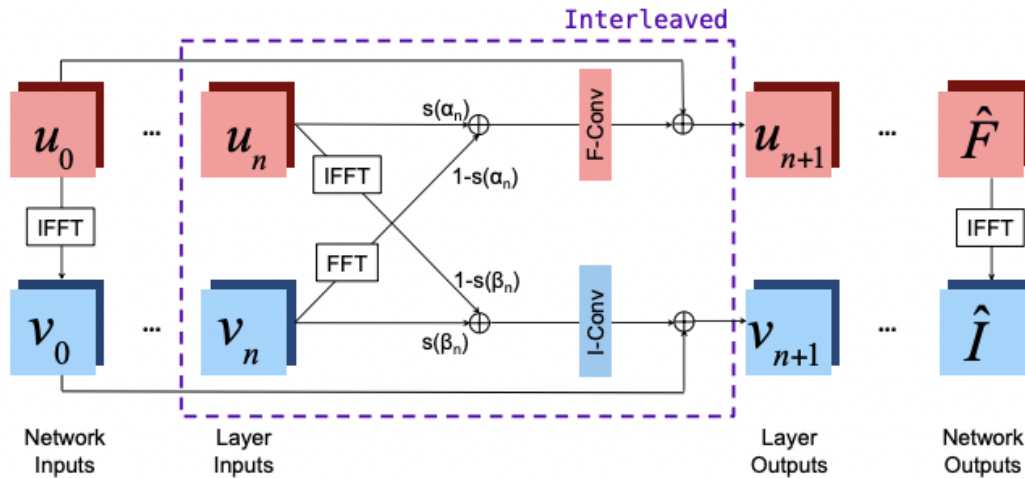 Interleaved
u₀
...
uₙ
s(αₙ)
F-Conv
uₙ₊₁
...
F̂
IFFT
IFFT
1-s(αₙ)
IFFT
FFT
1-s(βₙ)
v₀
...
vₙ
s(βₙ)
I-Conv
vₙ₊₁
...
Î
Network
Inputs
Layer
Inputs
Layer
Outputs
Network
Outputs